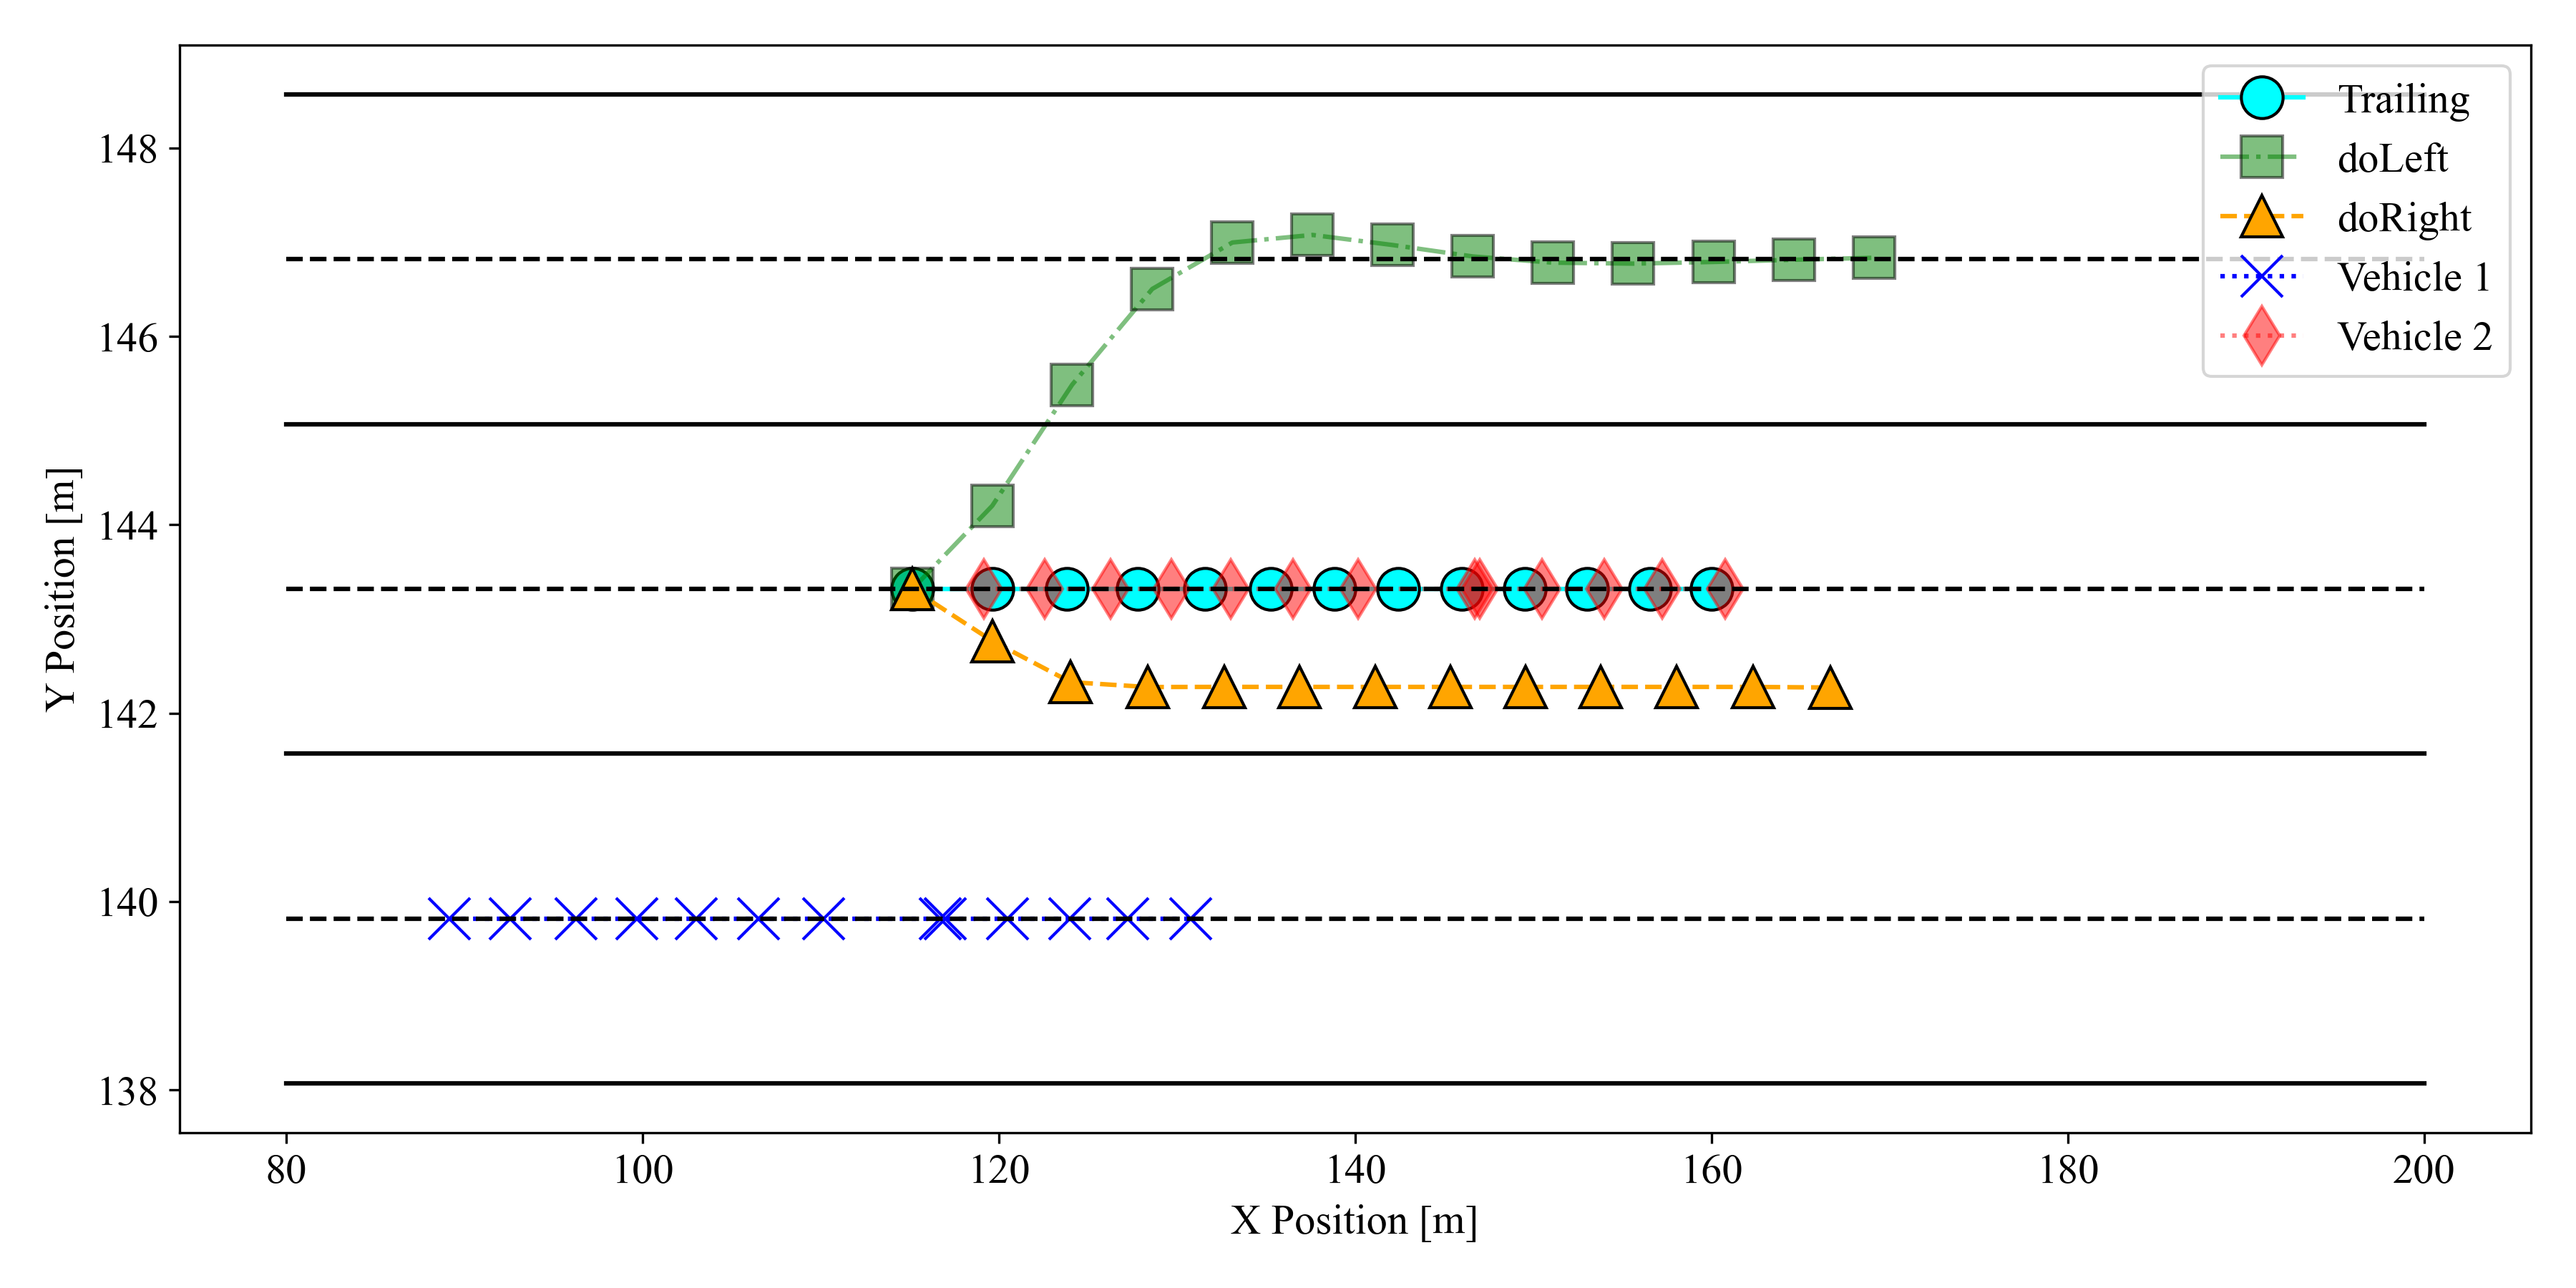 148
146
144
142
140
138
Y Position [m]
80 100 120 140 160 180 200
X Position [m]
Trailing
doLeft
doRight
Vehicle 1
Vehicle 2